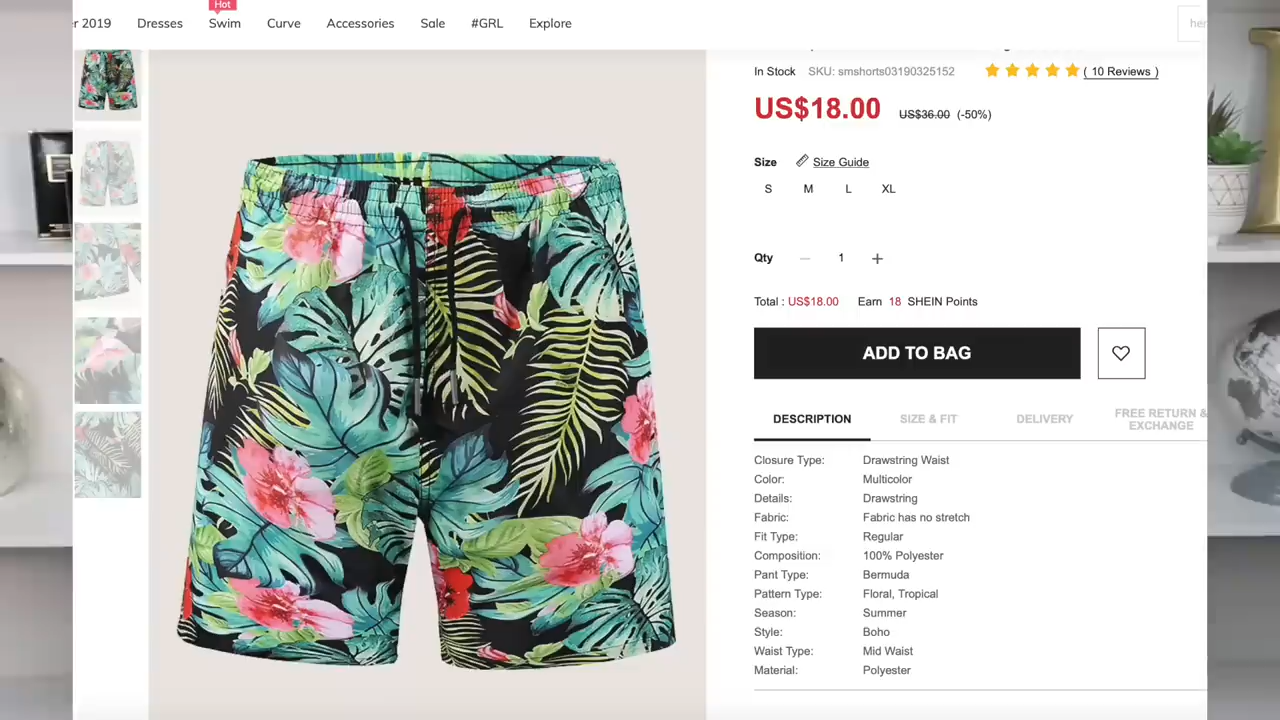 Hot
r 2019 Dresses Swim Curve Accessories Sale #GRL Explore
In Stock SKU: smshorts03190325152 ( 10 Reviews )
US$18.00 US$36.00 (-50%)
Size Size Guide
S M L XL
Qty — 1 +
Total : US$18.00 Earn 18 SHEIN Points
ADD TO BAG
DESCRIPTION SIZE & FIT DELIVERY FREE RETURN &
EXCHANGE
Closure Type: Drawstring Waist
Color: Multicolor
Details: Drawstring
Fabric: Fabric has no stretch
Fit Type: Regular
Composition: 100% Polyester
Pant Type: Bermuda
Pattern Type: Floral, Tropical
Season: Summer
Style: Boho
Waist Type: Mid Waist
Material: Polyester